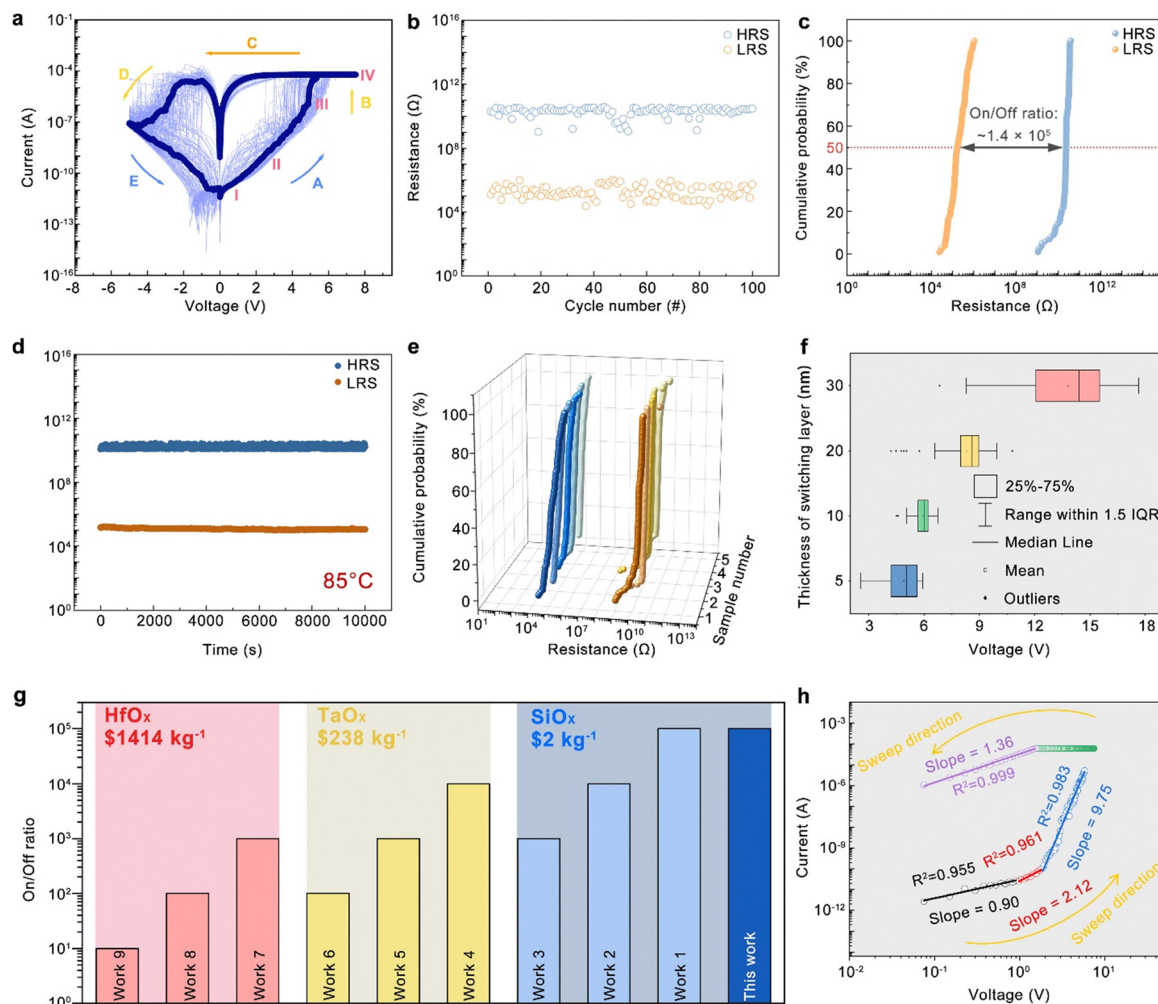 a
10⁻¹
10⁻⁴
10⁻⁷
10⁻¹⁰
10⁻¹³
10⁻¹⁶
Current (A)
-8 -6 -4 -2 0 2 4 6 8
Voltage (V)
C
D
B
E
A
I
II
III
IV
b
HRS
LRS
10¹⁶
10¹²
10⁸
10⁴
10⁰
Resistance (Ω)
0 20 40 60 80 100
Cycle number (#)
c
HRS
LRS
100
80
60
50
40
20
0
Cumulative probability (%)
On/Off ratio:
~1.4 × 10⁵
10⁰ 10⁴ 10⁸ 10¹²
Resistance (Ω)
d
HRS
LRS
10¹⁶
10¹²
10⁸
10⁴
10⁰
Resistance (Ω)
85°C
0 2000 4000 6000 8000 10000
Time (s)
e
100
80
60
40
20
0
Cumulative probability (%)
10¹ 10⁴ 10⁷ 10¹⁰ 10¹³
Resistance (Ω)
1 2 3 4 5
Sample number
f
30
20
10
5
Thickness of switching layer (nm)
25%-75%
Range within 1.5 IQR
Median Line
Mean
Outliers
3 6 9 12 15 18
Voltage (V)
g
HfOₓ
$1414 kg⁻¹
TaOₓ
$238 kg⁻¹
SiOₓ
$2 kg⁻¹
10⁵
10⁴
10³
10²
10¹
10⁰
On/Off ratio
Work 9
Work 8
Work 7
Work 6
Work 5
Work 4
Work 3
Work 2
Work 1
This work
h
10⁻³
10⁻⁶
10⁻⁹
10⁻¹²
Current (A)
Sweep direction
Slope = 1.36
R²=0.999
R²=0.983
Slope = 9.75
R²=0.961
R²=0.955
Slope = 0.90
Slope = 2.12
Sweep direction
10⁻² 10⁻¹ 10⁰ 10¹ 10²
Voltage (V)